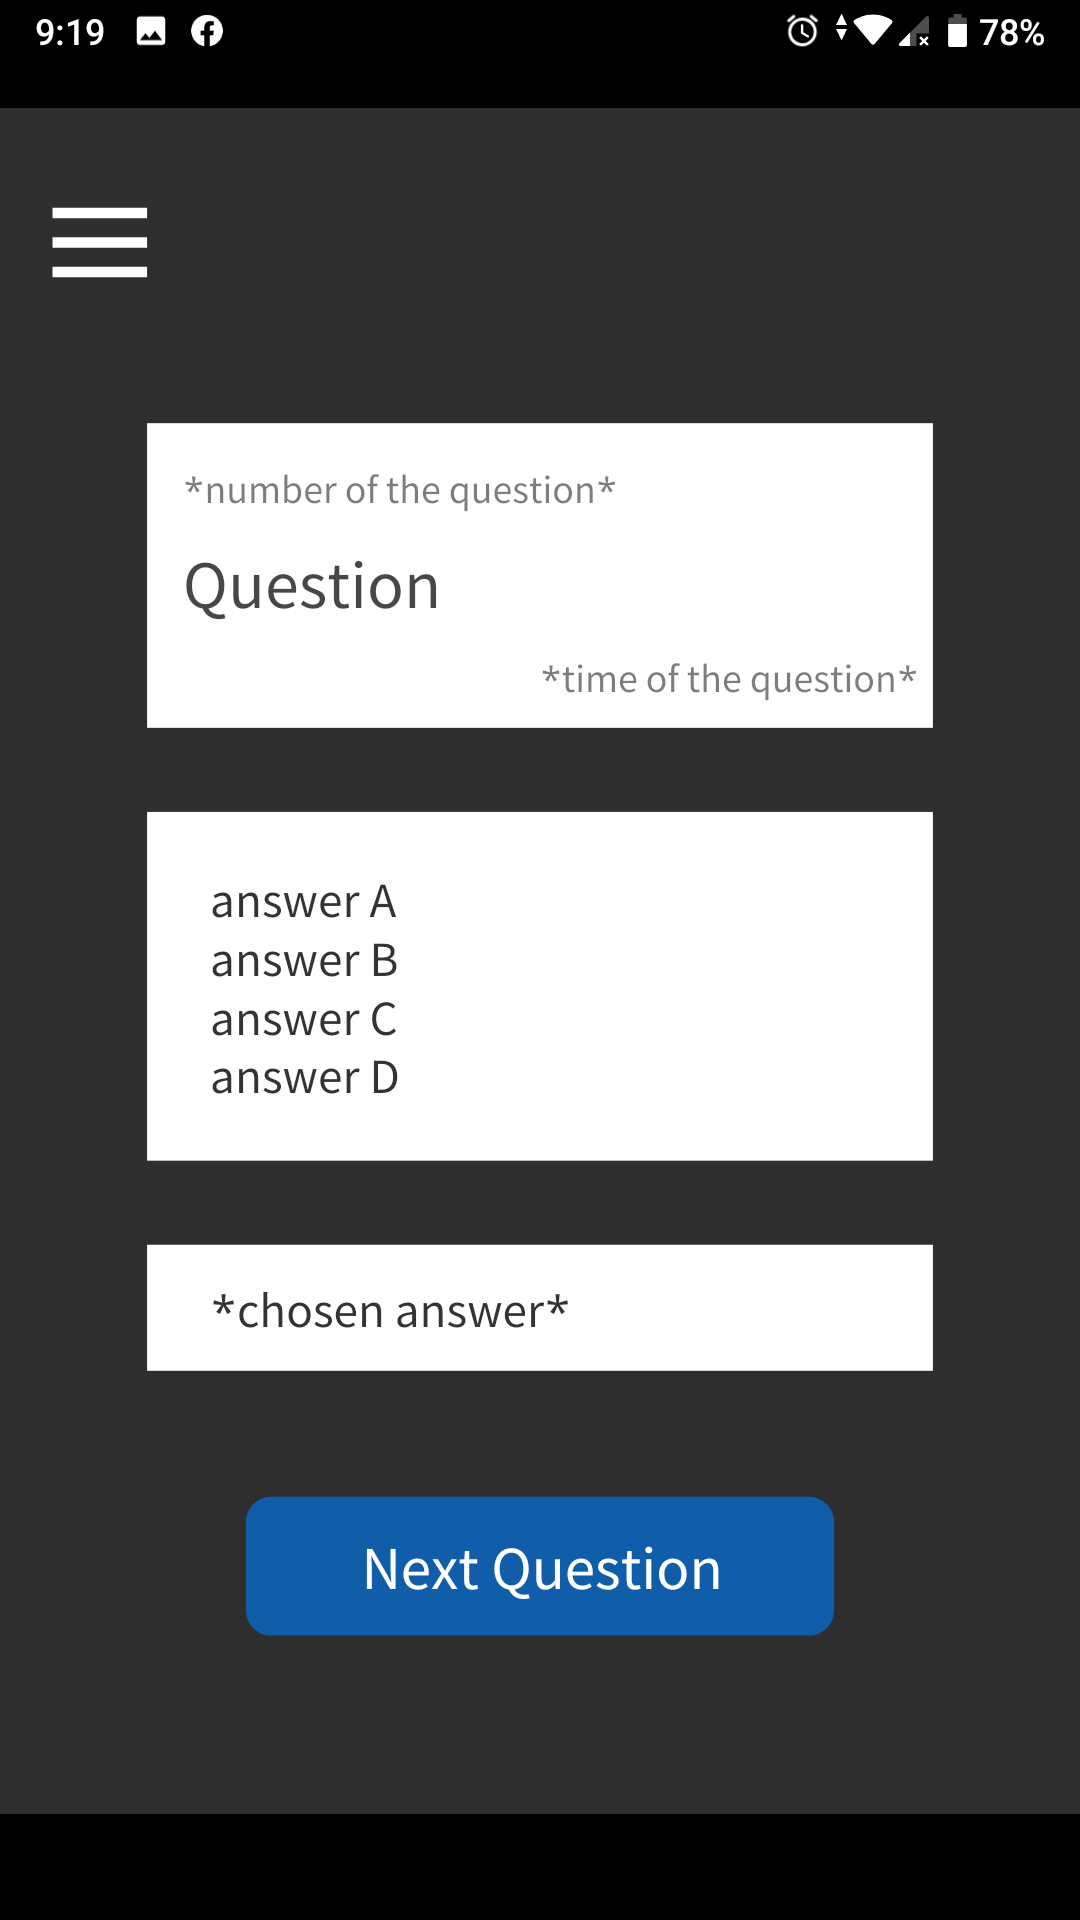 9:19 78%
*number of the question*
Question
*time of the question*
answer A
answer B
answer C
answer D
*chosen answer*
Next Question